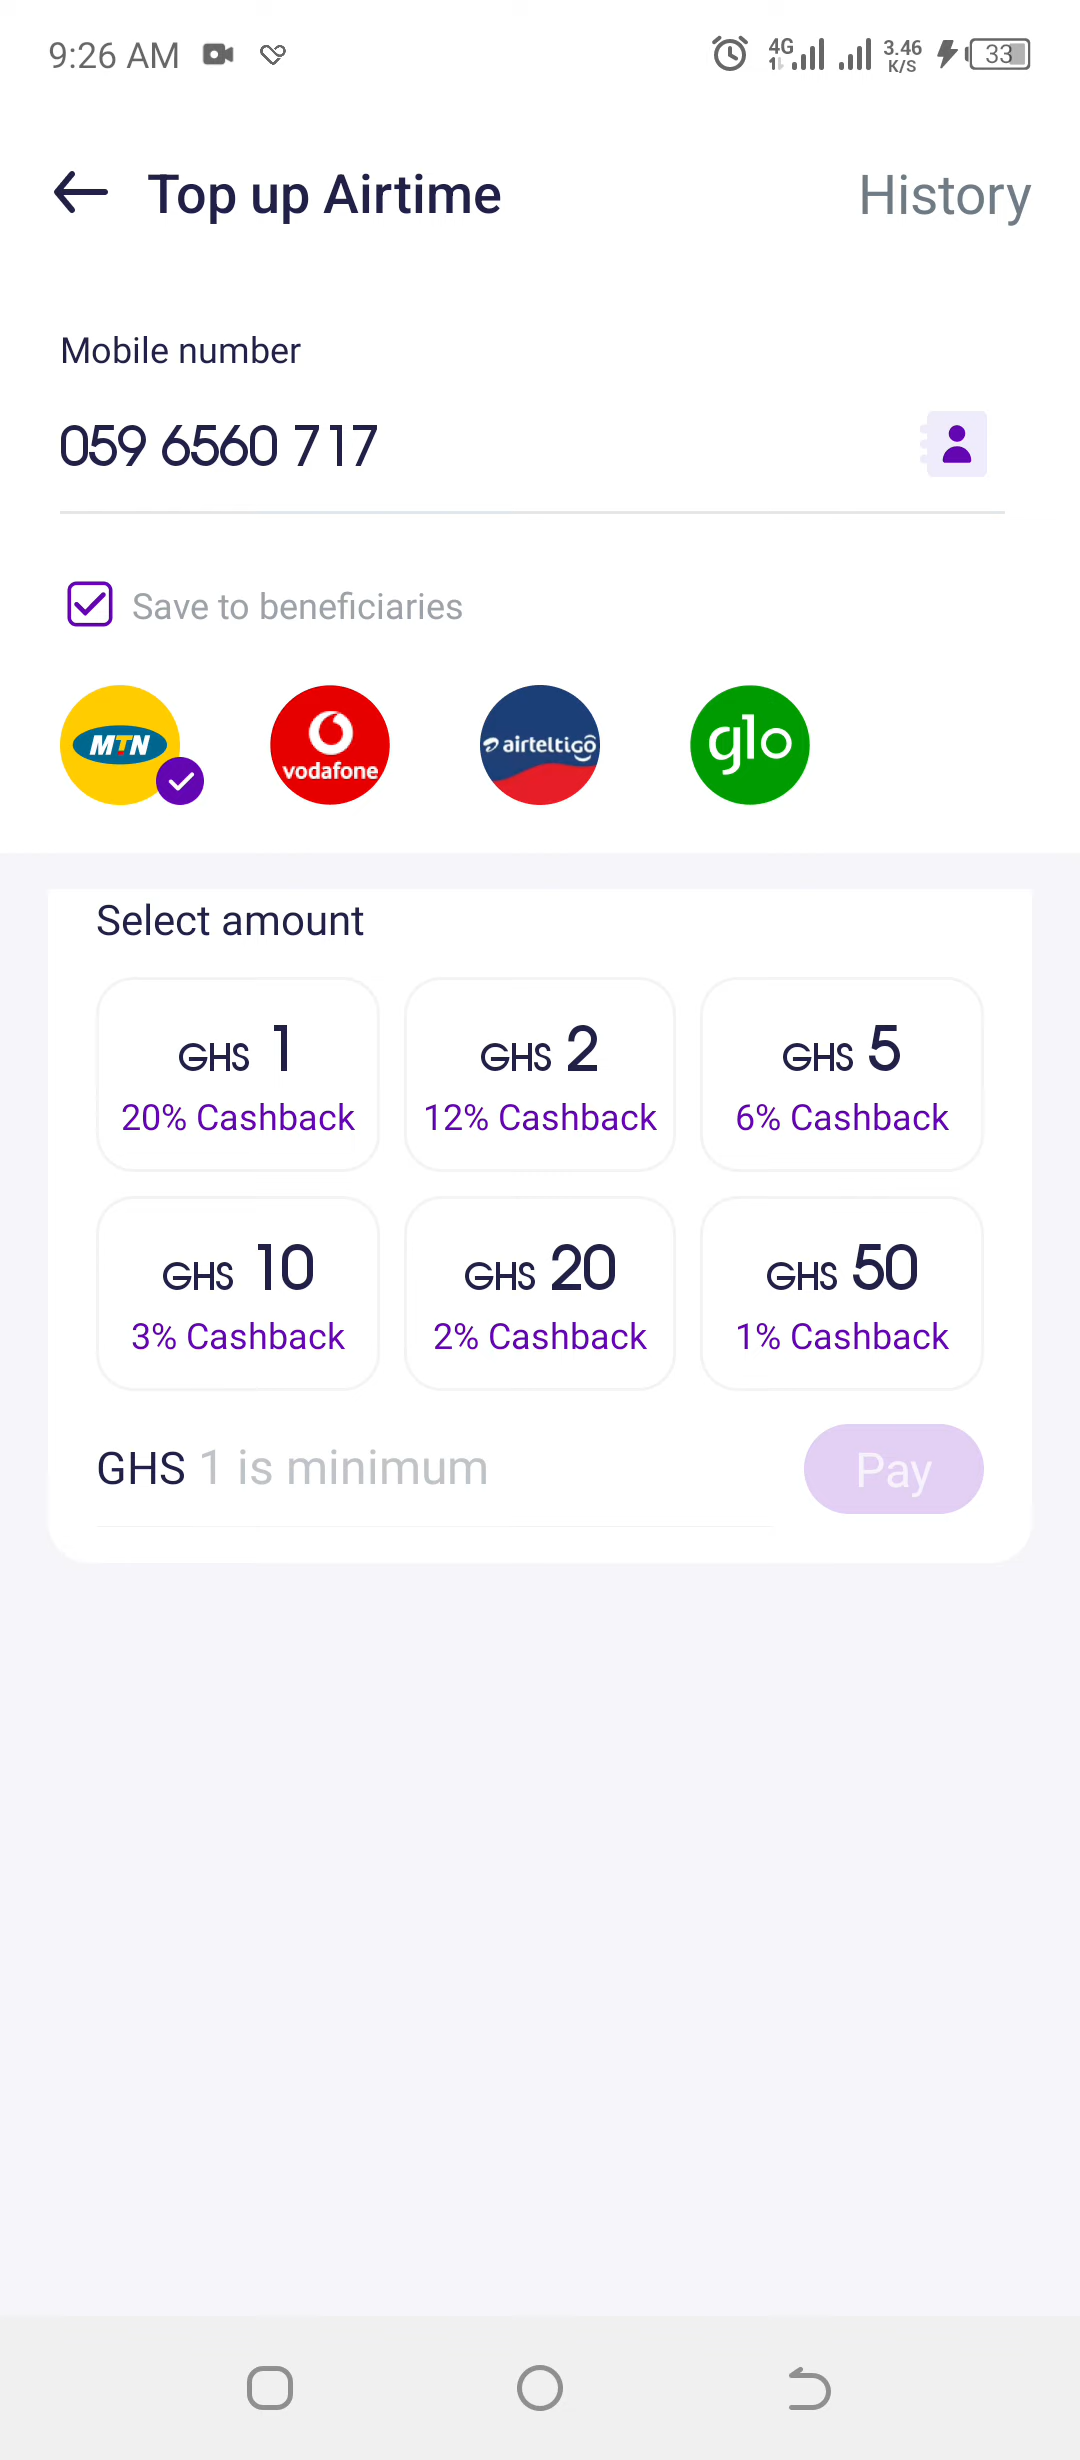 9:26 AM 4G 3.46 K/S 33
Top up Airtime History
Mobile number
059 6560 717
Save to beneficiaries
MTN vodafone airteltigo glo
Select amount
GHS 1 GHS 2 GHS 5
20% Cashback 12% Cashback 6% Cashback
GHS 10 GHS 20 GHS 50
3% Cashback 2% Cashback 1% Cashback
GHS 1 is minimum Pay